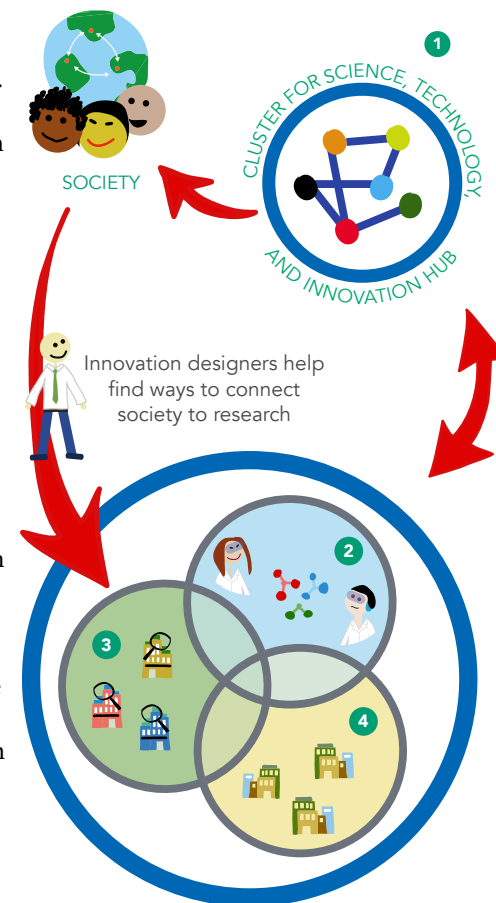 1
CLUSTER FOR SCIENCE, TECHNOLOGY,
AND INNOVATION HUB
SOCIETY
Innovation designers help
find ways to connect
society to research
2
3
4